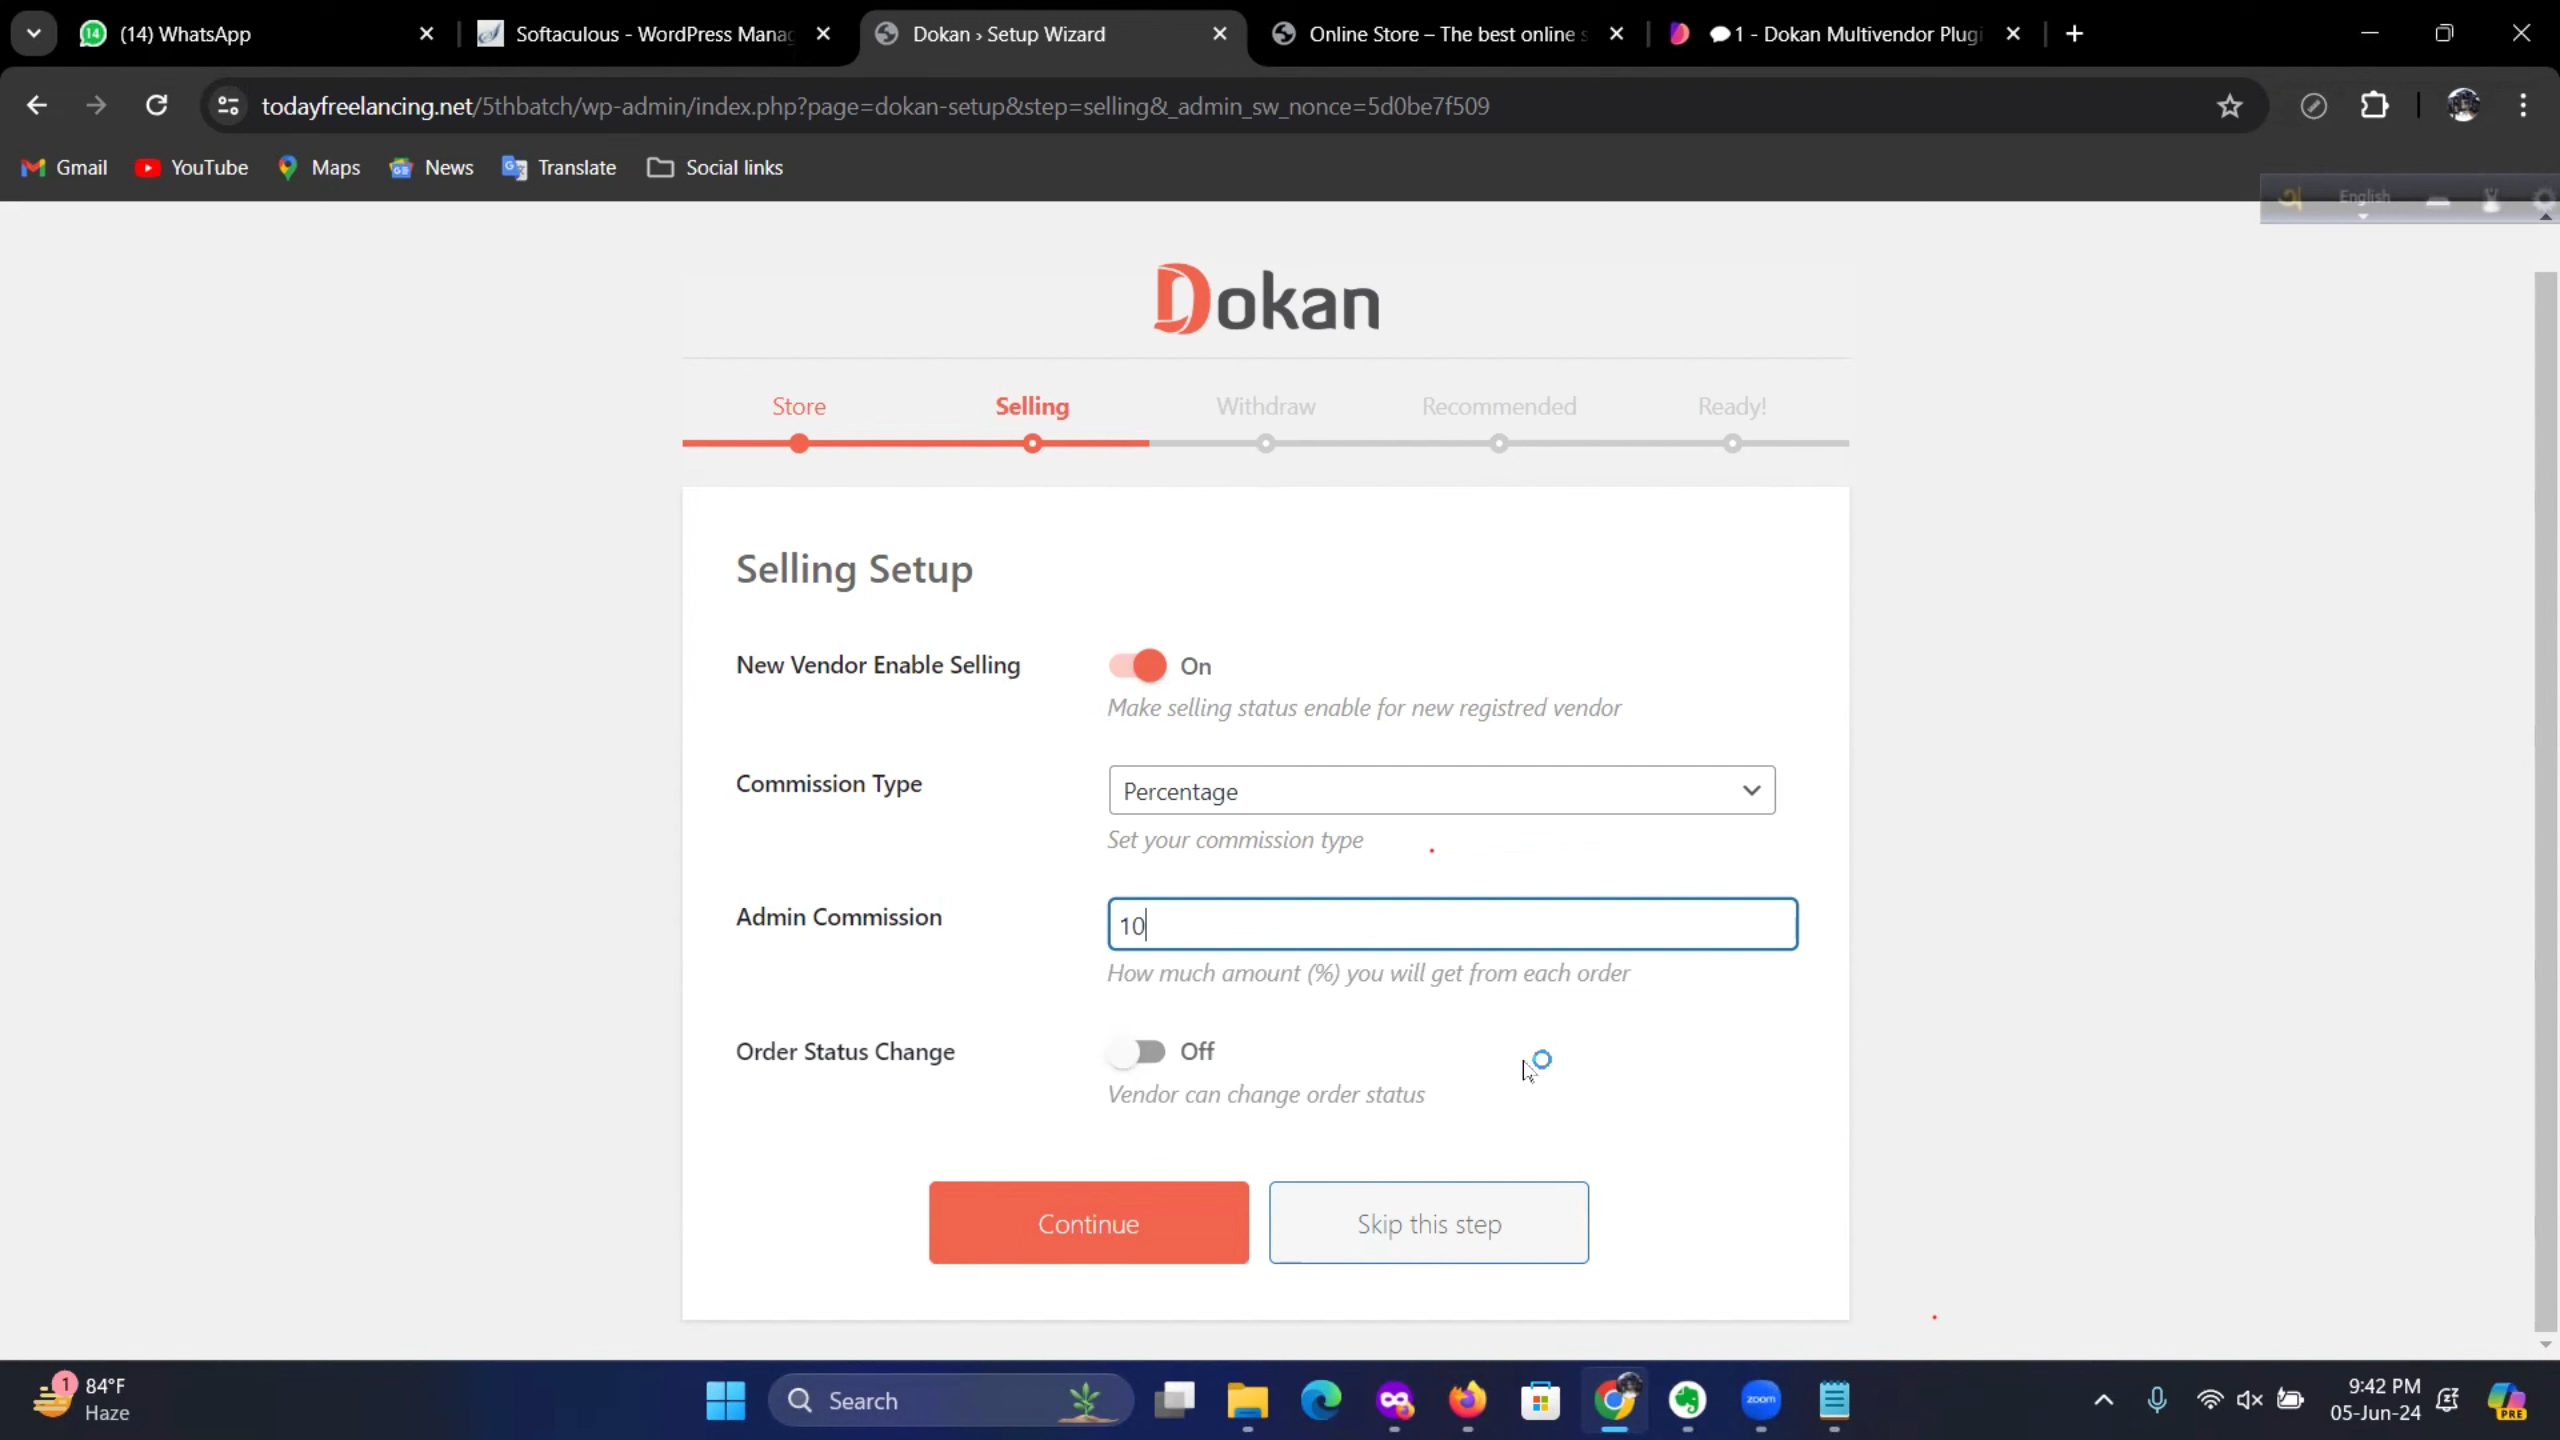 (14) WhatsApp
Softaculous - WordPress Manag
Dokan › Setup Wizard
Online Store – The best online s
1 - Dokan Multivendor Plugi
todayfreelancing.net/5thbatch/wp-admin/index.php?page=dokan-setup&step=selling&_admin_sw_nonce=5d0be7f509
Gmail
YouTube
Maps
News
Translate
Social links
English
Dokan
Store
Selling
Withdraw
Recommended
Ready!
Selling Setup
New Vendor Enable Selling
On
Make selling status enable for new registred vendor
Commission Type
Percentage
Set your commission type
Admin Commission
10
How much amount (%) you will get from each order
Order Status Change
Off
Vendor can change order status
Continue
Skip this step
1
84°F
Haze
Search
zoom
9:42 PM
05-Jun-24
PRE